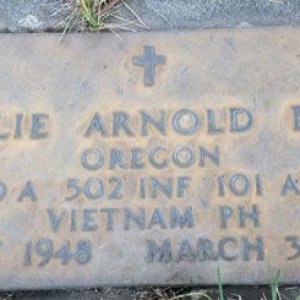 LIE ARNOLD
OREGON
A 502 INF 101 A
VIETNAM PH
1948 MARCH 3